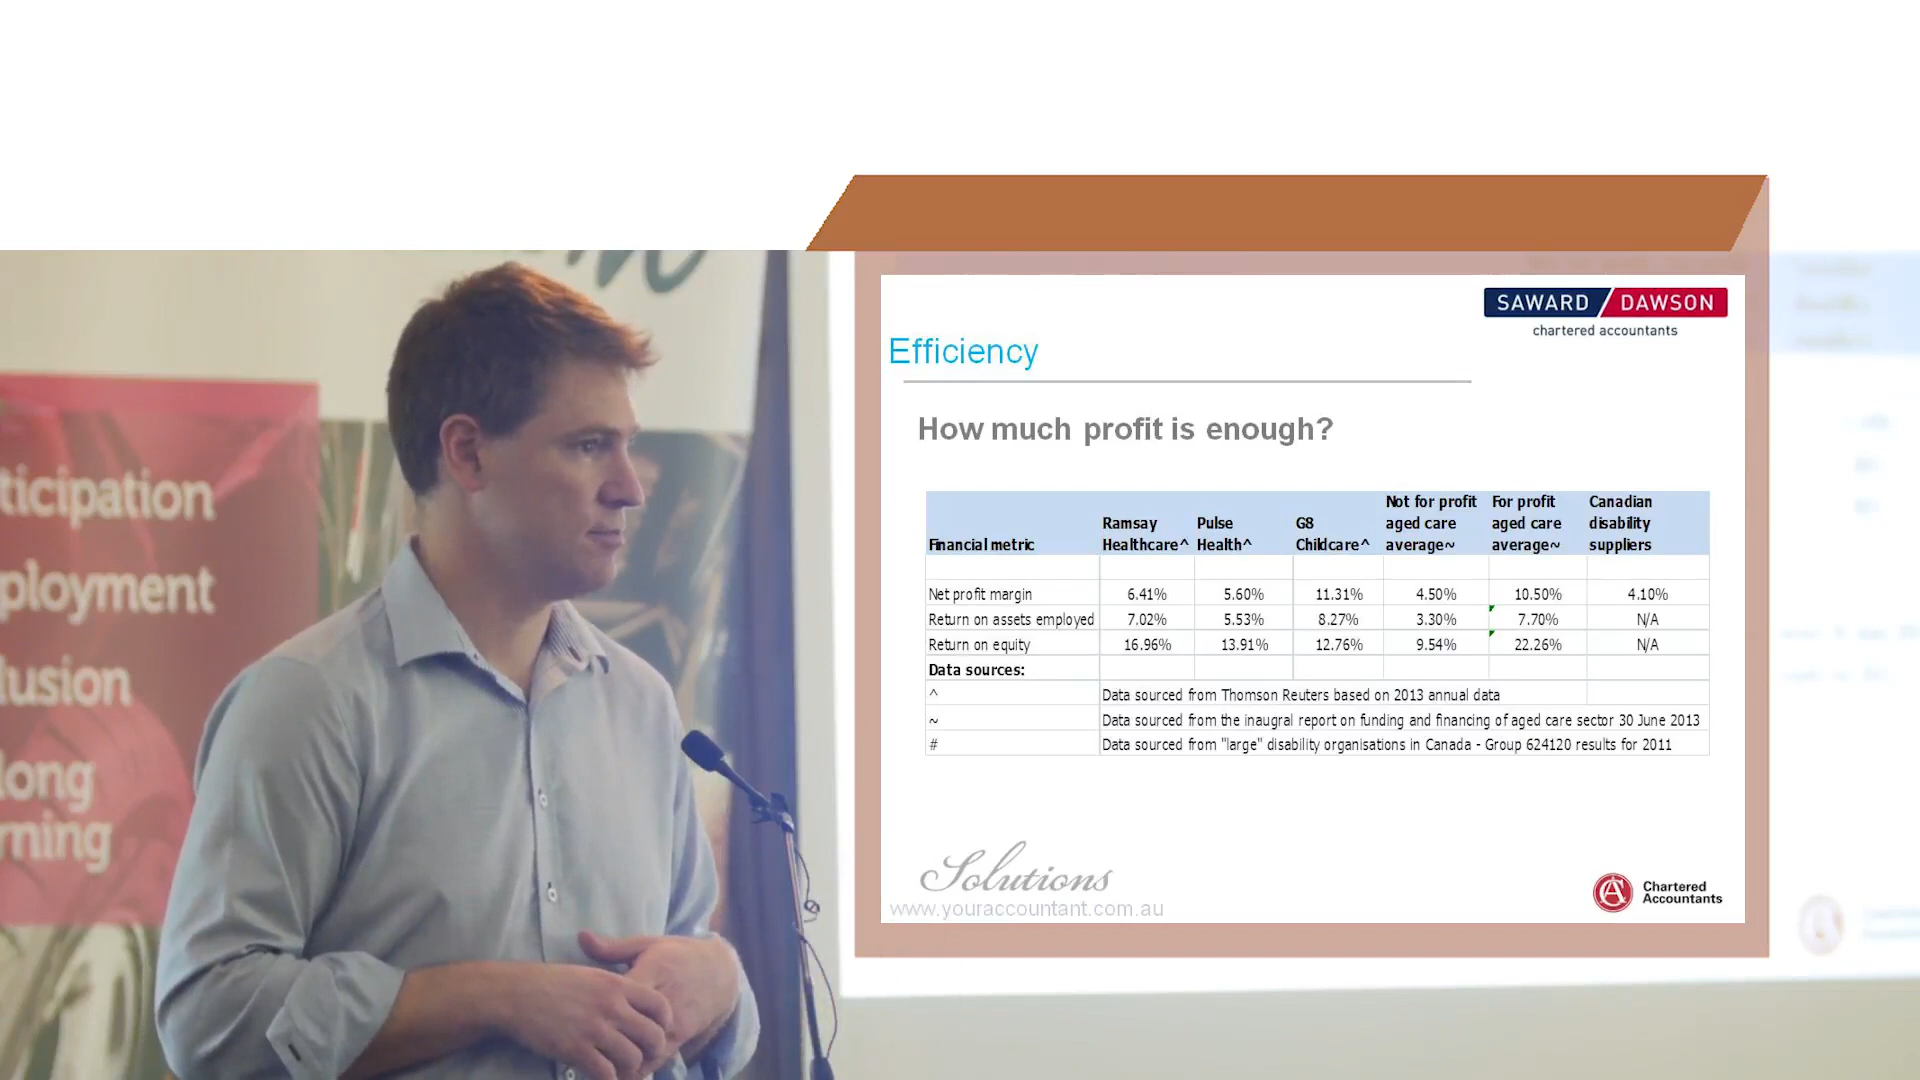 ticipation
ployment
lusion
long
rning
SAWARD DAWSON
chartered accountants
Efficiency
How much profit is enough?
Financial metric Ramsay Healthcare^ Pulse Health^ G8 Childcare^ Not for profit aged care average~ For profit aged care average~ Canadian disability suppliers
Net profit margin 6.41% 5.60% 11.31% 4.50% 10.50% 4.10%
Return on assets employed 7.02% 5.53% 8.27% 3.30% 7.70% N/A
Return on equity 16.96% 13.91% 12.76% 9.54% 22.26% N/A
Data sources:
^ Data sourced from Thomson Reuters based on 2013 annual data
~ Data sourced from the inaugral report on funding and financing of aged care sector 30 June 2013
# Data sourced from "large" disability organisations in Canada - Group 624120 results for 2011
Solutions
www.youraccountant.com.au
CA
Chartered
Accountants